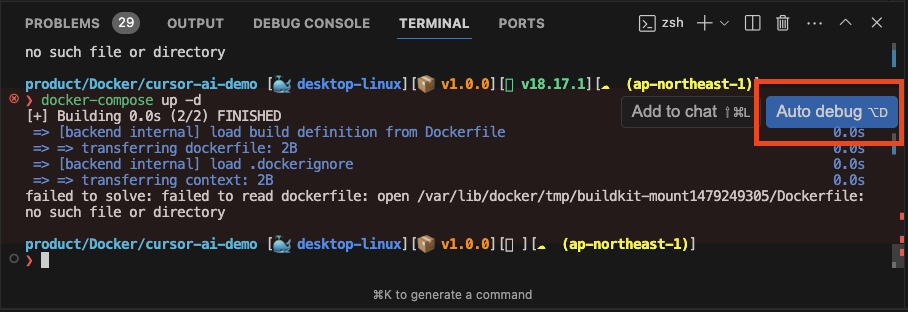 PROBLEMS 29 OUTPUT DEBUG CONSOLE TERMINAL PORTS zsh
no such file or directory
product/Docker/cursor-ai-demo [🐳 desktop-linux][📦 v1.0.0][ v18.17.1][☁ (ap-northeast-1)]
❯ docker-compose up -d
Add to chat ⇧⌘L Auto debug ⌥D
[+] Building 0.0s (2/2) FINISHED
=> [backend internal] load build definition from Dockerfile 0.0s
=> => transferring dockerfile: 2B 0.0s
=> [backend internal] load .dockerignore 0.0s
=> => transferring context: 2B 0.0s
failed to solve: failed to read dockerfile: open /var/lib/docker/tmp/buildkit-mount1479249305/Dockerfile:
no such file or directory
product/Docker/cursor-ai-demo [🐳 desktop-linux][📦 v1.0.0][ ][☁ (ap-northeast-1)]
❯
⌘K to generate a command